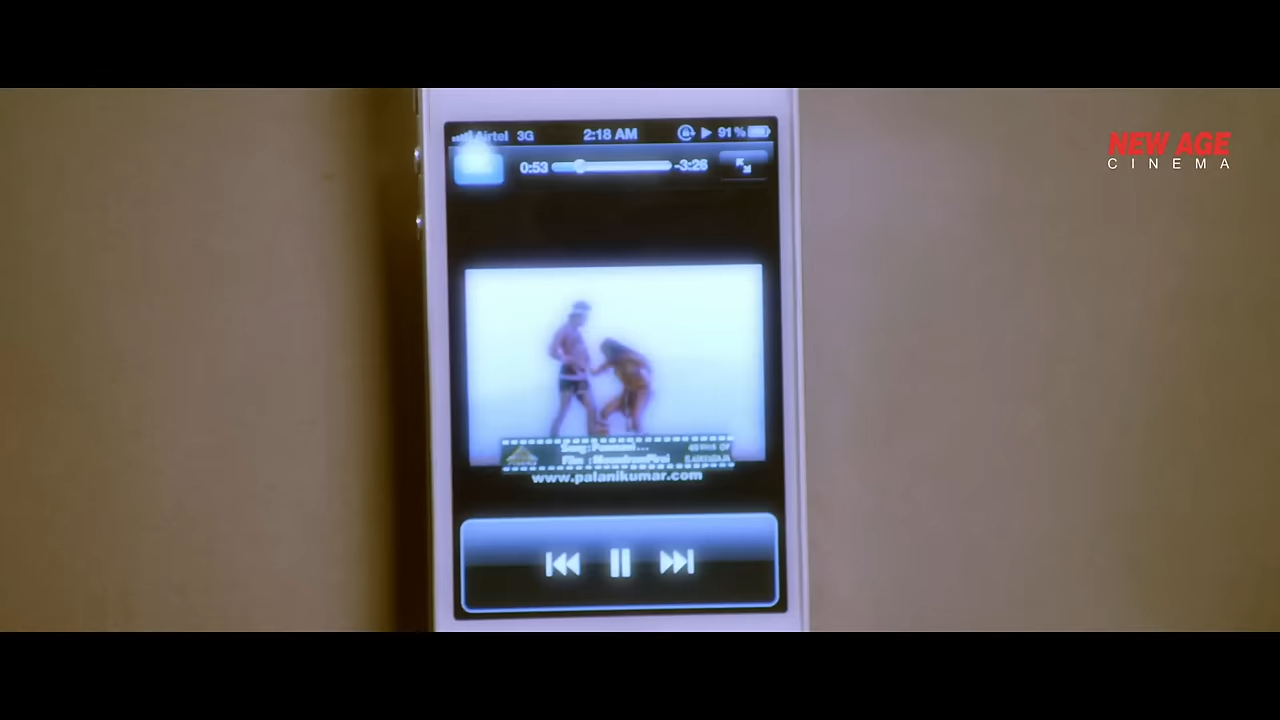 Airtel 3G 2:18 AM 91%
0:53 -3:26
NEW AGE
CINEMA
Song :
Film :
www.palanikumar.com